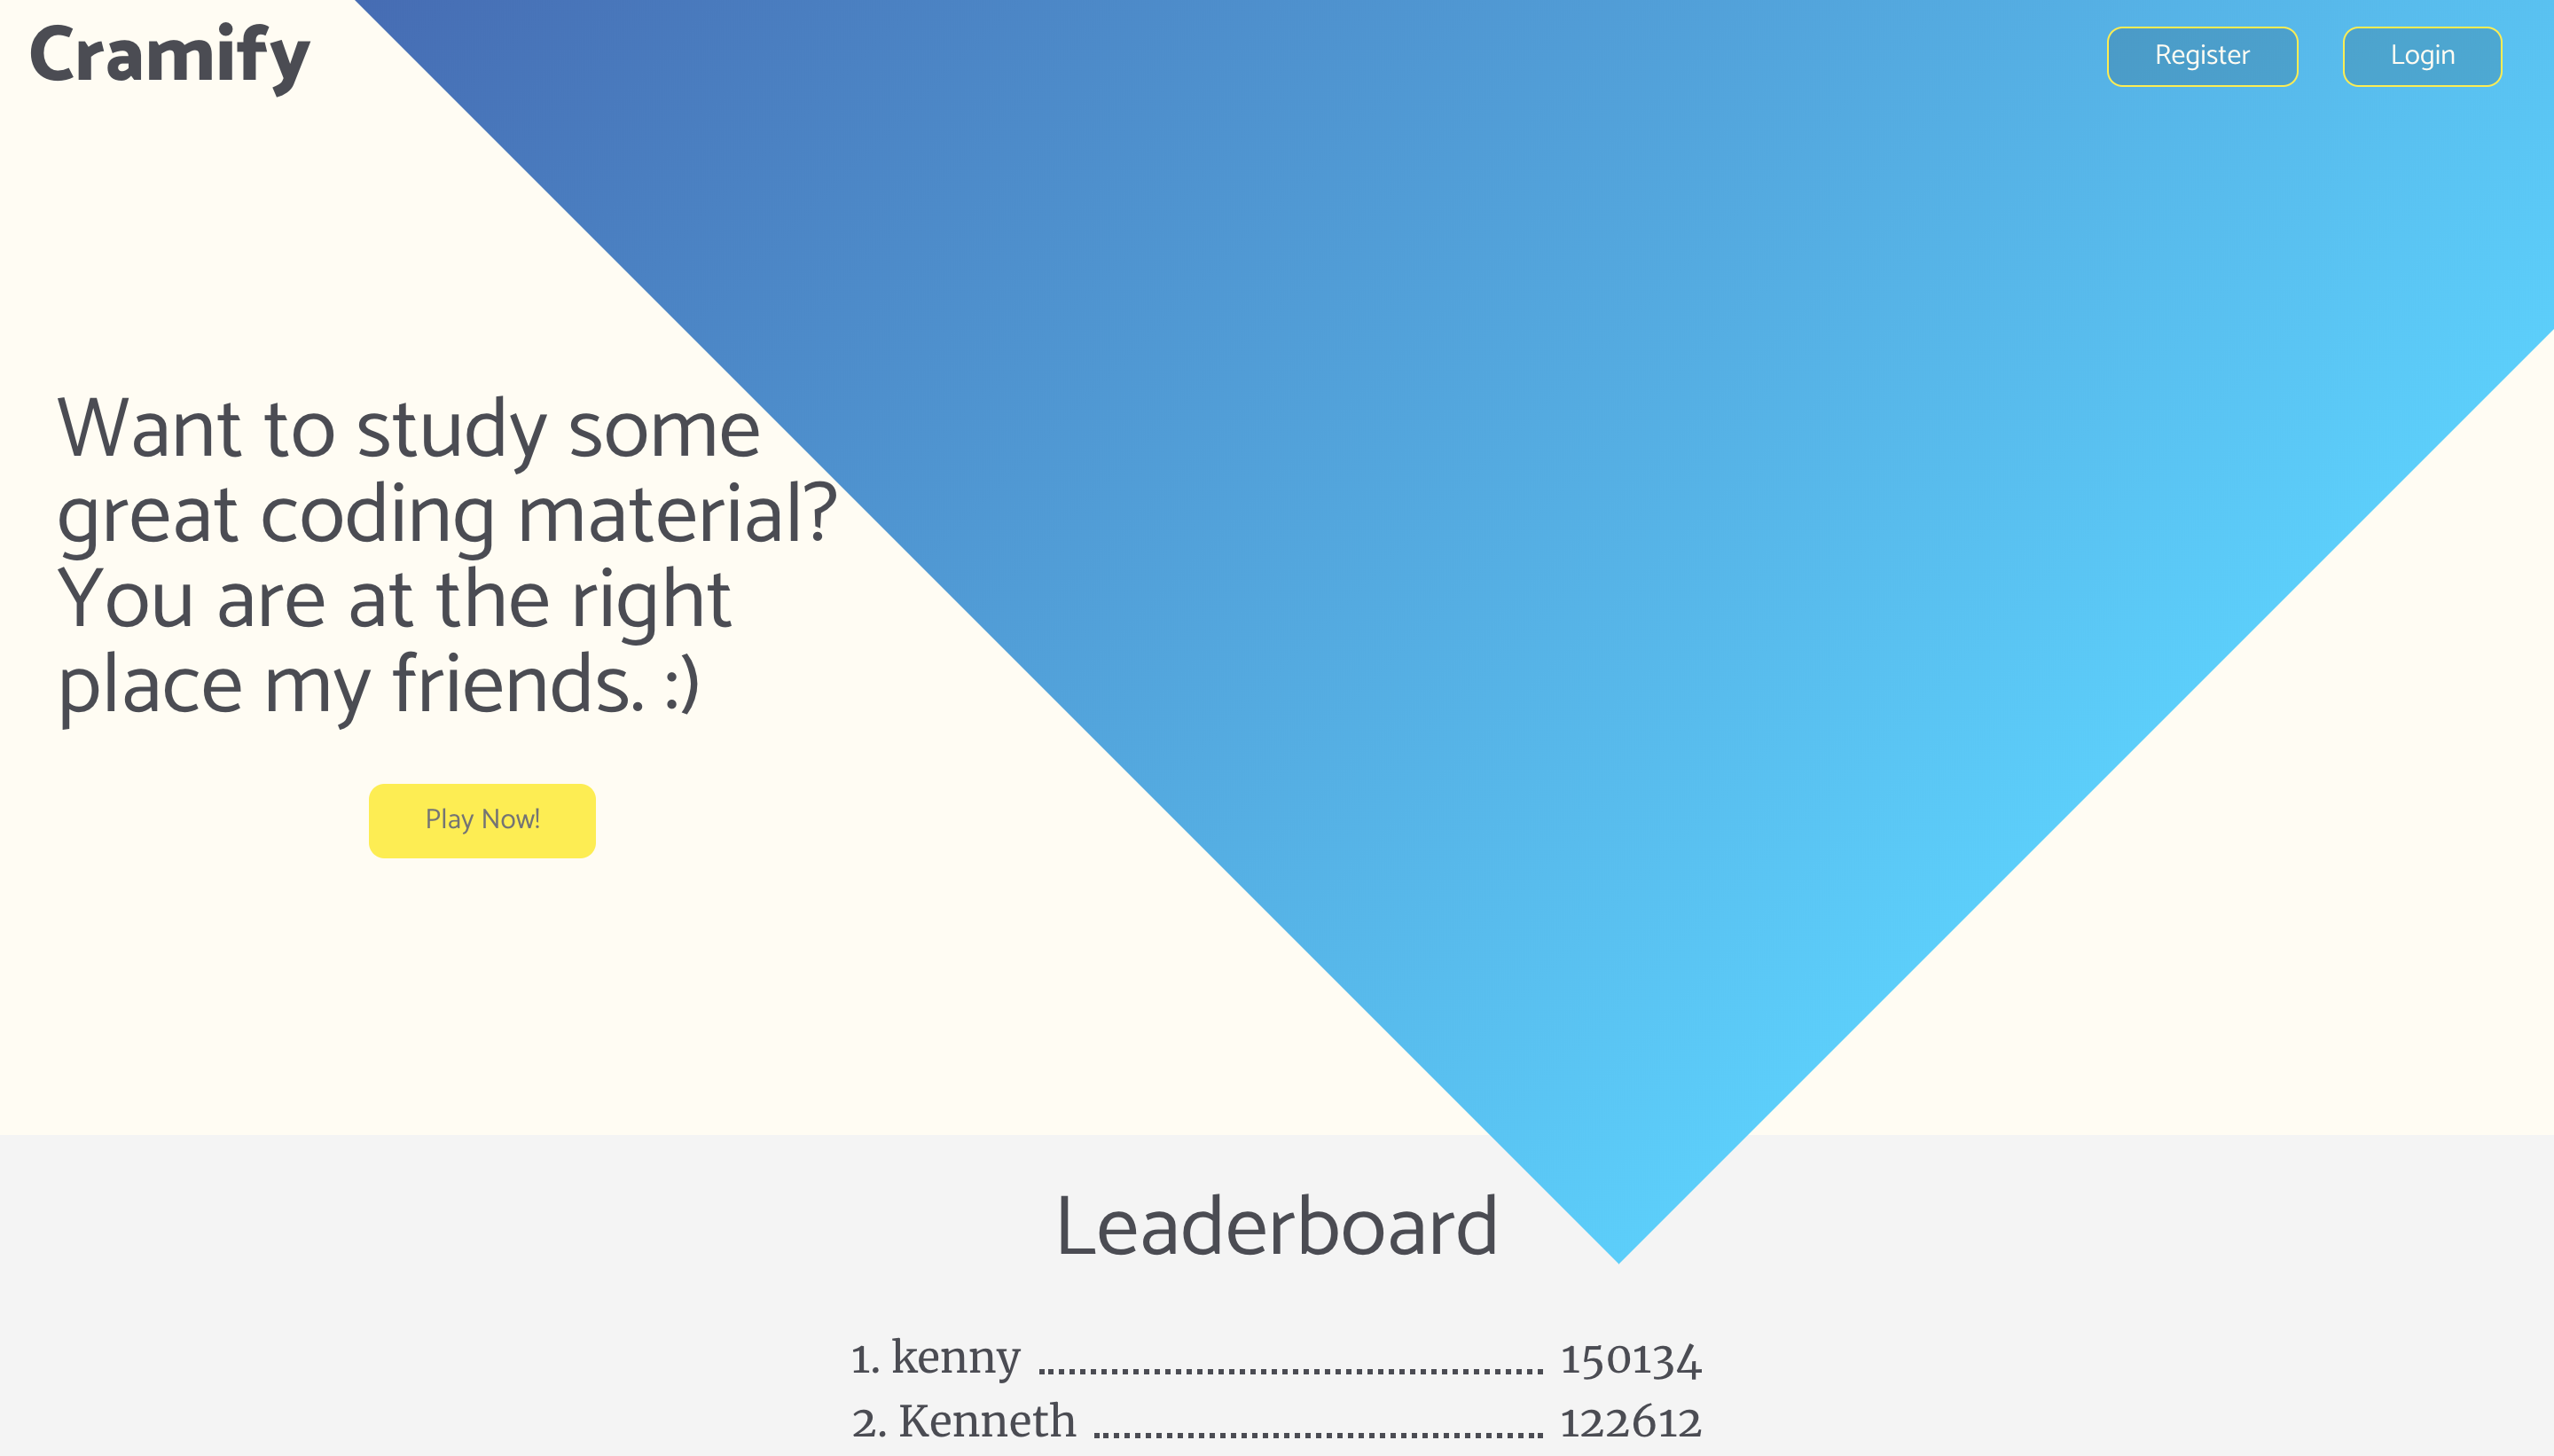 Cramify
Register
Login
Want to study some
great coding material?
You are at the right
place my friends. :)
Play Now!
Leaderboard
1. kenny 150134
2. Kenneth 122612